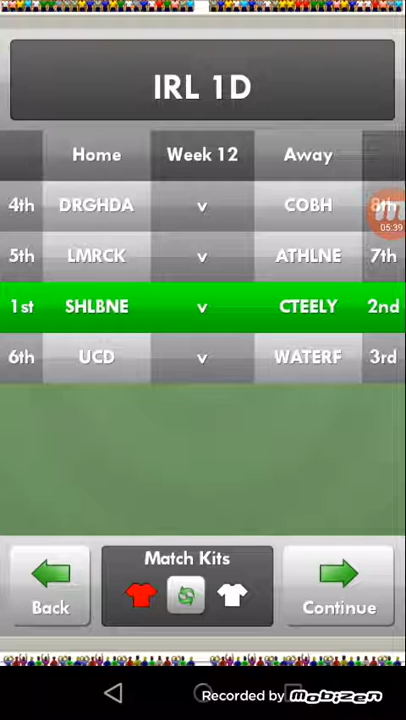 IRL 1D
Home Week 12 Away
4th DRGHDA v COBH 8th
05:39
5th LMRCK v ATHLNE 7th
1st SHLBNE v CTEELY 2nd
6th UCD v WATERF 3rd
Match Kits
Back
Continue
Recorded by Mobizen